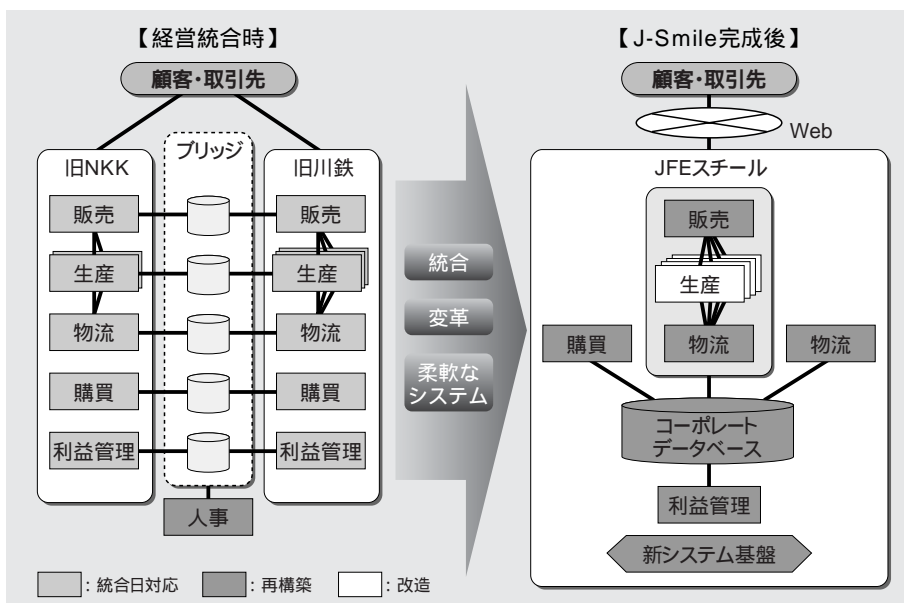 【経営統合時】
顧客・取引先
ブリッジ
旧NKK
旧川鉄
販売
販売
生産
生産
物流
物流
購買
購買
利益管理
利益管理
人事
統合
変革
柔軟な
システム
【J-Smile完成後】
顧客・取引先
Web
JFEスチール
販売
生産
購買
物流
物流
コーポレート
データベース
利益管理
新システム基盤
：統合日対応
：再構築
：改造